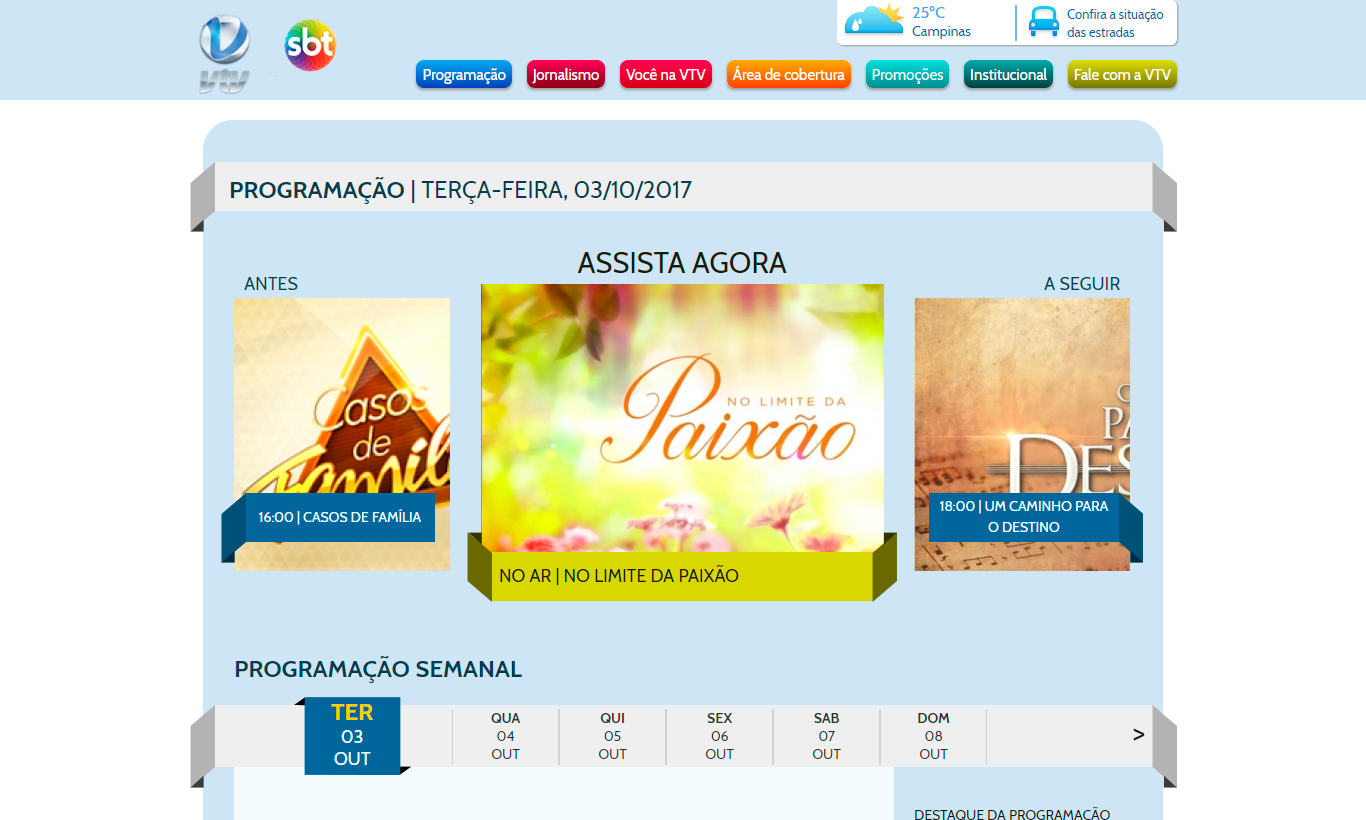 vtv
sbt
25°C
Campinas
Confira a situação
das estradas
Programação
Jornalismo
Você na VTV
Área de cobertura
Promoções
Institucional
Fale com a VTV
PROGRAMAÇÃO | TERÇA-FEIRA, 03/10/2017
ASSISTA AGORA
ANTES
A SEGUIR
Casos
de
Famíl
16:00 | CASOS DE FAMÍLIA
NO LIMITE DA
Paixão
NO AR | NO LIMITE DA PAIXÃO
PA
DES
18:00 | UM CAMINHO PARA
O DESTINO
PROGRAMAÇÃO SEMANAL
TER
03
OUT
QUA
04
OUT
QUI
05
OUT
SEX
06
OUT
SAB
07
OUT
DOM
08
OUT
>
DESTAQUE DA PROGRAMAÇÃO